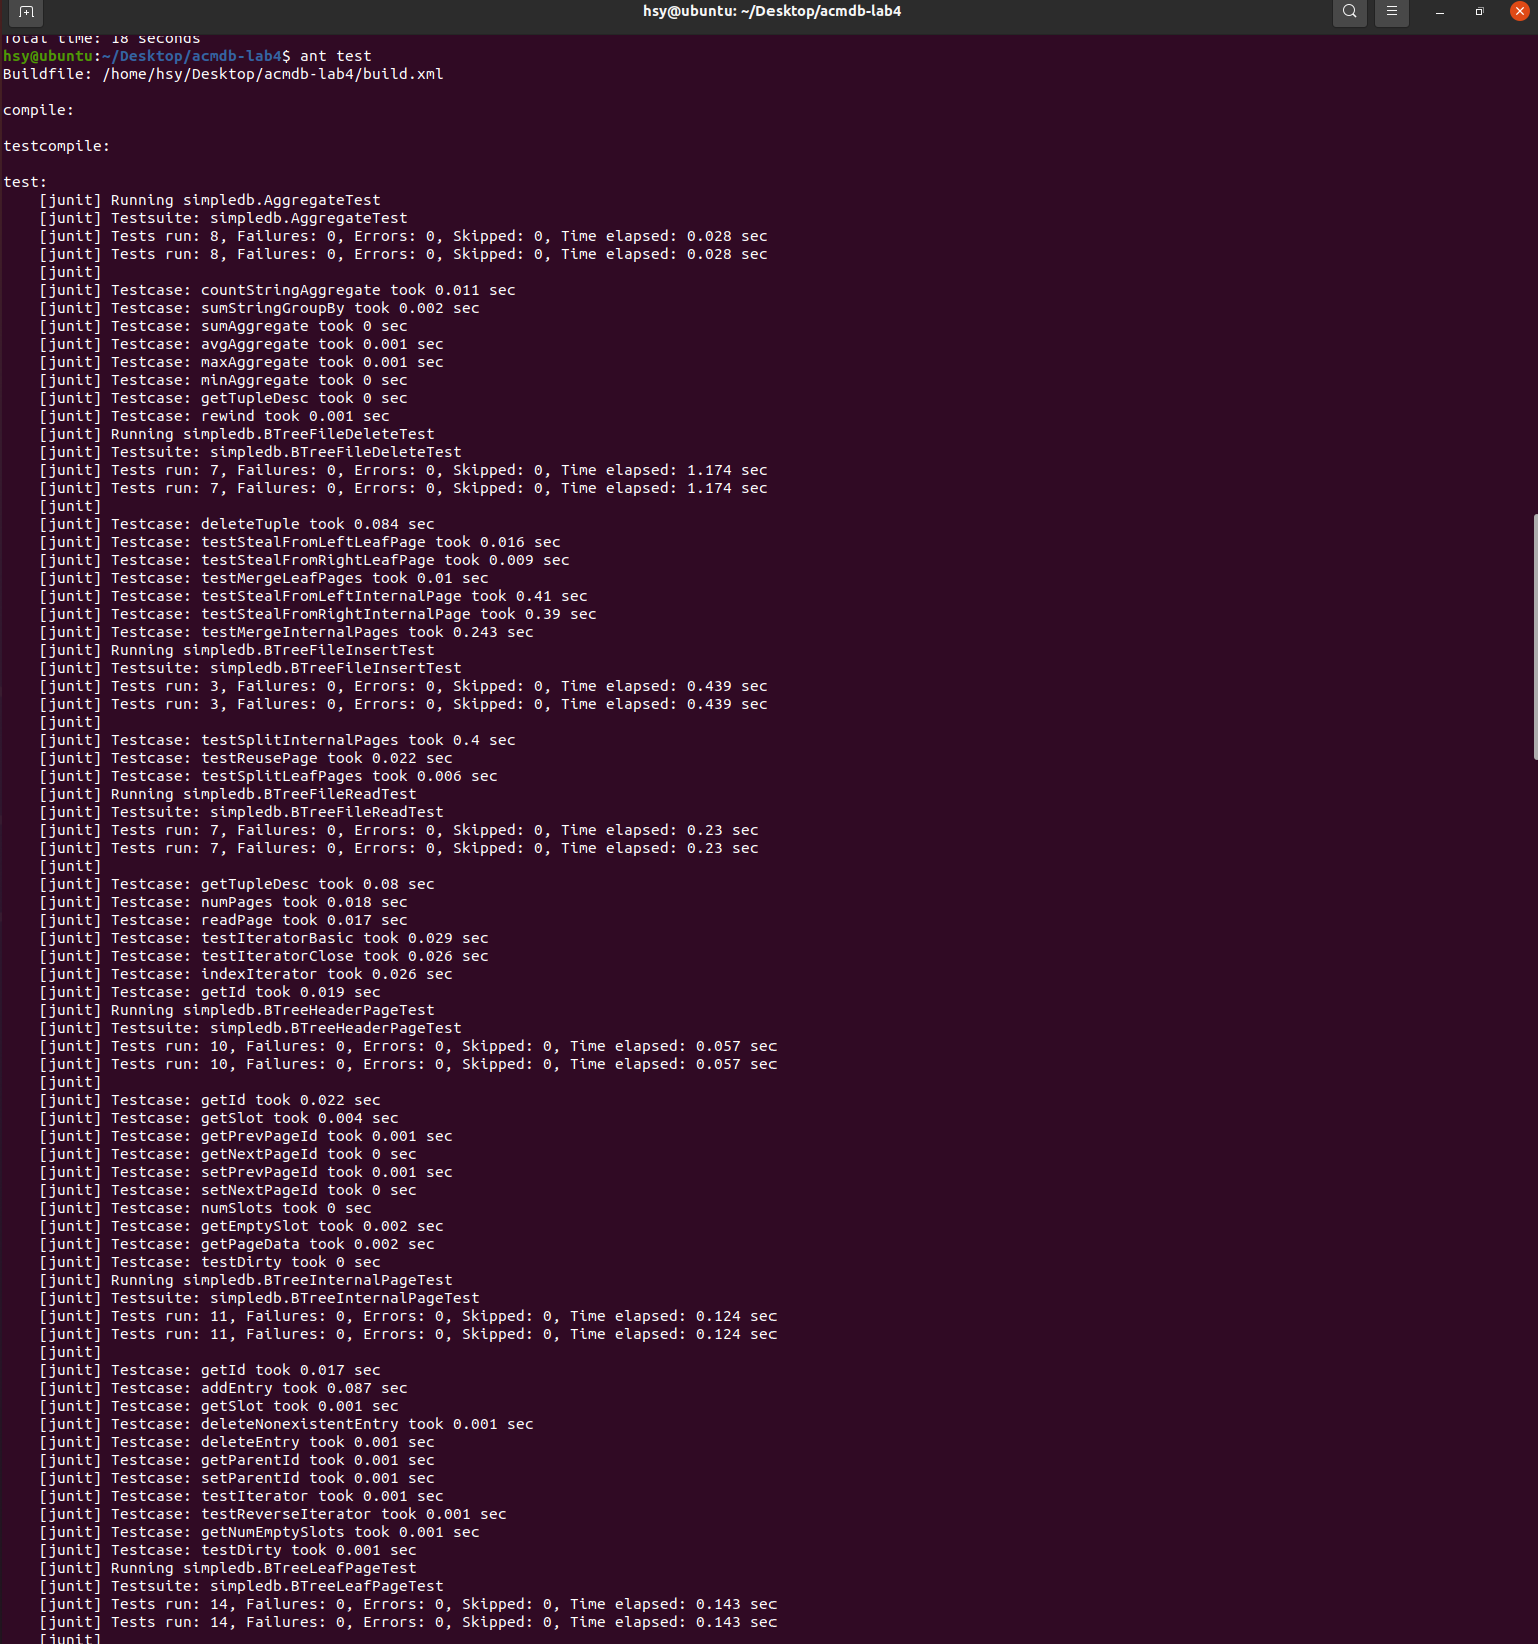 hsy@ubuntu: ~/Desktop/acmdb-lab4
Total time: 18 seconds
hsy@ubuntu:~/Desktop/acmdb-lab4$ ant test
Buildfile: /home/hsy/Desktop/acmdb-lab4/build.xml
compile:
testcompile:
test:
[junit] Running simpledb.AggregateTest
[junit] Testsuite: simpledb.AggregateTest
[junit] Tests run: 8, Failures: 0, Errors: 0, Skipped: 0, Time elapsed: 0.028 sec
[junit] Tests run: 8, Failures: 0, Errors: 0, Skipped: 0, Time elapsed: 0.028 sec
[junit]
[junit] Testcase: countStringAggregate took 0.011 sec
[junit] Testcase: sumStringGroupBy took 0.002 sec
[junit] Testcase: sumAggregate took 0 sec
[junit] Testcase: avgAggregate took 0.001 sec
[junit] Testcase: maxAggregate took 0.001 sec
[junit] Testcase: minAggregate took 0 sec
[junit] Testcase: getTupleDesc took 0 sec
[junit] Testcase: rewind took 0.001 sec
[junit] Running simpledb.BTreeFileDeleteTest
[junit] Testsuite: simpledb.BTreeFileDeleteTest
[junit] Tests run: 7, Failures: 0, Errors: 0, Skipped: 0, Time elapsed: 1.174 sec
[junit] Tests run: 7, Failures: 0, Errors: 0, Skipped: 0, Time elapsed: 1.174 sec
[junit]
[junit] Testcase: deleteTuple took 0.084 sec
[junit] Testcase: testStealFromLeftLeafPage took 0.016 sec
[junit] Testcase: testStealFromRightLeafPage took 0.009 sec
[junit] Testcase: testMergeLeafPages took 0.01 sec
[junit] Testcase: testStealFromLeftInternalPage took 0.41 sec
[junit] Testcase: testStealFromRightInternalPage took 0.39 sec
[junit] Testcase: testMergeInternalPages took 0.243 sec
[junit] Running simpledb.BTreeFileInsertTest
[junit] Testsuite: simpledb.BTreeFileInsertTest
[junit] Tests run: 3, Failures: 0, Errors: 0, Skipped: 0, Time elapsed: 0.439 sec
[junit] Tests run: 3, Failures: 0, Errors: 0, Skipped: 0, Time elapsed: 0.439 sec
[junit]
[junit] Testcase: testSplitInternalPages took 0.4 sec
[junit] Testcase: testReusePage took 0.022 sec
[junit] Testcase: testSplitLeafPages took 0.006 sec
[junit] Running simpledb.BTreeFileReadTest
[junit] Testsuite: simpledb.BTreeFileReadTest
[junit] Tests run: 7, Failures: 0, Errors: 0, Skipped: 0, Time elapsed: 0.23 sec
[junit] Tests run: 7, Failures: 0, Errors: 0, Skipped: 0, Time elapsed: 0.23 sec
[junit]
[junit] Testcase: getTupleDesc took 0.08 sec
[junit] Testcase: numPages took 0.018 sec
[junit] Testcase: readPage took 0.017 sec
[junit] Testcase: testIteratorBasic took 0.029 sec
[junit] Testcase: testIteratorClose took 0.026 sec
[junit] Testcase: indexIterator took 0.026 sec
[junit] Testcase: getId took 0.019 sec
[junit] Running simpledb.BTreeHeaderPageTest
[junit] Testsuite: simpledb.BTreeHeaderPageTest
[junit] Tests run: 10, Failures: 0, Errors: 0, Skipped: 0, Time elapsed: 0.057 sec
[junit] Tests run: 10, Failures: 0, Errors: 0, Skipped: 0, Time elapsed: 0.057 sec
[junit]
[junit] Testcase: getId took 0.022 sec
[junit] Testcase: getSlot took 0.004 sec
[junit] Testcase: getPrevPageId took 0.001 sec
[junit] Testcase: getNextPageId took 0 sec
[junit] Testcase: setPrevPageId took 0.001 sec
[junit] Testcase: setNextPageId took 0 sec
[junit] Testcase: numSlots took 0 sec
[junit] Testcase: getEmptySlot took 0.002 sec
[junit] Testcase: getPageData took 0.002 sec
[junit] Testcase: testDirty took 0 sec
[junit] Running simpledb.BTreeInternalPageTest
[junit] Testsuite: simpledb.BTreeInternalPageTest
[junit] Tests run: 11, Failures: 0, Errors: 0, Skipped: 0, Time elapsed: 0.124 sec
[junit] Tests run: 11, Failures: 0, Errors: 0, Skipped: 0, Time elapsed: 0.124 sec
[junit]
[junit] Testcase: getId took 0.017 sec
[junit] Testcase: addEntry took 0.087 sec
[junit] Testcase: getSlot took 0.001 sec
[junit] Testcase: deleteNonexistentEntry took 0.001 sec
[junit] Testcase: deleteEntry took 0.001 sec
[junit] Testcase: getParentId took 0.001 sec
[junit] Testcase: setParentId took 0.001 sec
[junit] Testcase: testIterator took 0.001 sec
[junit] Testcase: testReverseIterator took 0.001 sec
[junit] Testcase: getNumEmptySlots took 0.001 sec
[junit] Testcase: testDirty took 0.001 sec
[junit] Running simpledb.BTreeLeafPageTest
[junit] Testsuite: simpledb.BTreeLeafPageTest
[junit] Tests run: 14, Failures: 0, Errors: 0, Skipped: 0, Time elapsed: 0.143 sec
[junit] Tests run: 14, Failures: 0, Errors: 0, Skipped: 0, Time elapsed: 0.143 sec
[junit]